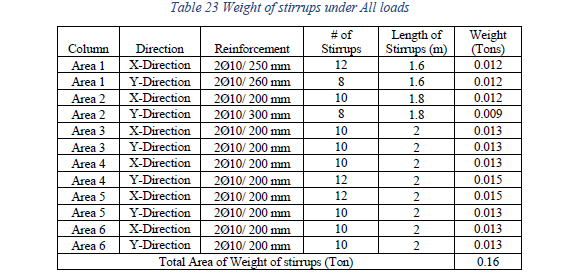 Table 23 Weight of stirrups under All loads
Column Direction Reinforcement # of Stirrups Length of Stirrups (m) Weight (Tons)
Area 1 X-Direction 2Ø10/ 250 mm 12 1.6 0.012
Area 1 Y-Direction 2Ø10/ 260 mm 8 1.6 0.012
Area 2 X-Direction 2Ø10/ 200 mm 10 1.8 0.012
Area 2 Y-Direction 2Ø10/ 300 mm 8 1.8 0.009
Area 3 X-Direction 2Ø10/ 200 mm 10 2 0.013
Area 3 Y-Direction 2Ø10/ 200 mm 10 2 0.013
Area 4 X-Direction 2Ø10/ 200 mm 10 2 0.013
Area 4 Y-Direction 2Ø10/ 200 mm 12 2 0.015
Area 5 X-Direction 2Ø10/ 200 mm 12 2 0.015
Area 5 Y-Direction 2Ø10/ 200 mm 10 2 0.013
Area 6 X-Direction 2Ø10/ 200 mm 10 2 0.013
Area 6 Y-Direction 2Ø10/ 200 mm 10 2 0.013
Total Area of Weight of stirrups (Ton) 0.16